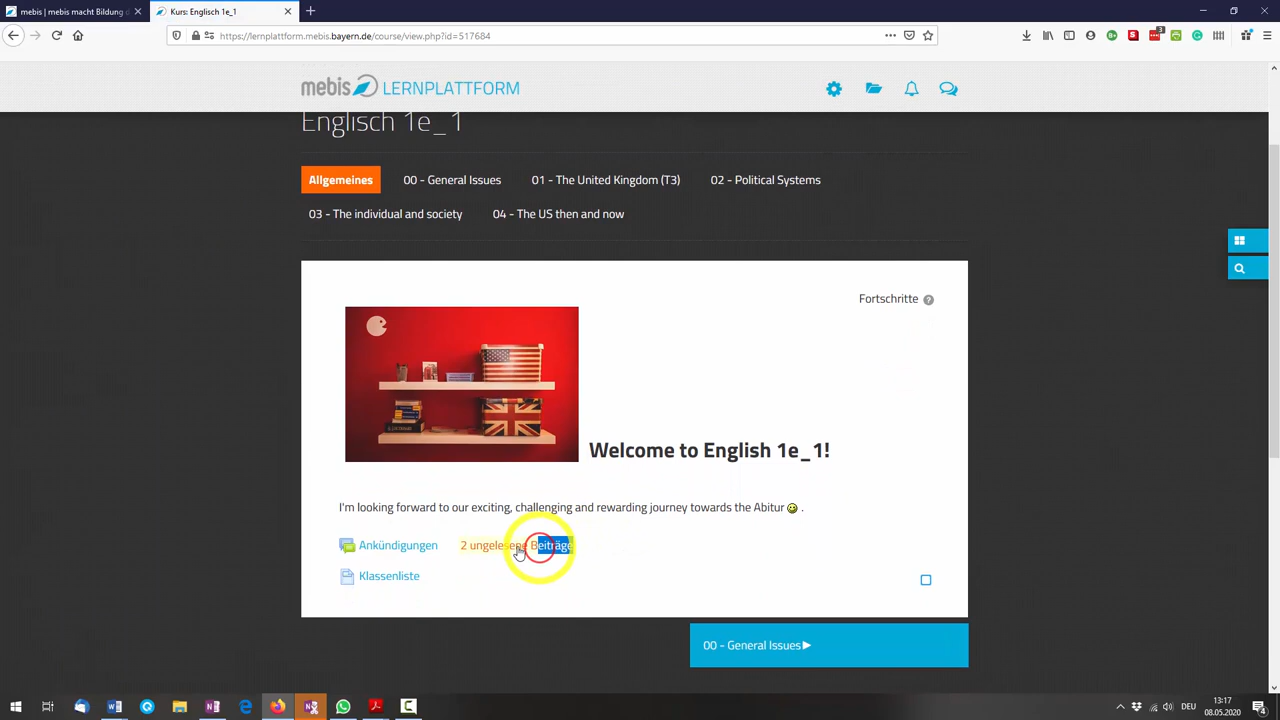 mebis | mebis macht Bildung d
Kurs: Englisch 1e_1
https://lernplattform.mebis.bayern.de/course/view.php?id=517684
mebis LERNPLATTFORM
Englisch 1e_1
Allgemeines
00 - General Issues
01 - The United Kingdom (T3)
02 - Political Systems
03 - The individual and society
04 - The US then and now
Fortschritte
Welcome to English 1e_1!
I'm looking forward to our exciting, challenging and rewarding journey towards the Abitur .
Ankündigungen 2 ungelesene Beiträge
Klassenliste
00 - General Issues
DEU
13:17
08.05.2020